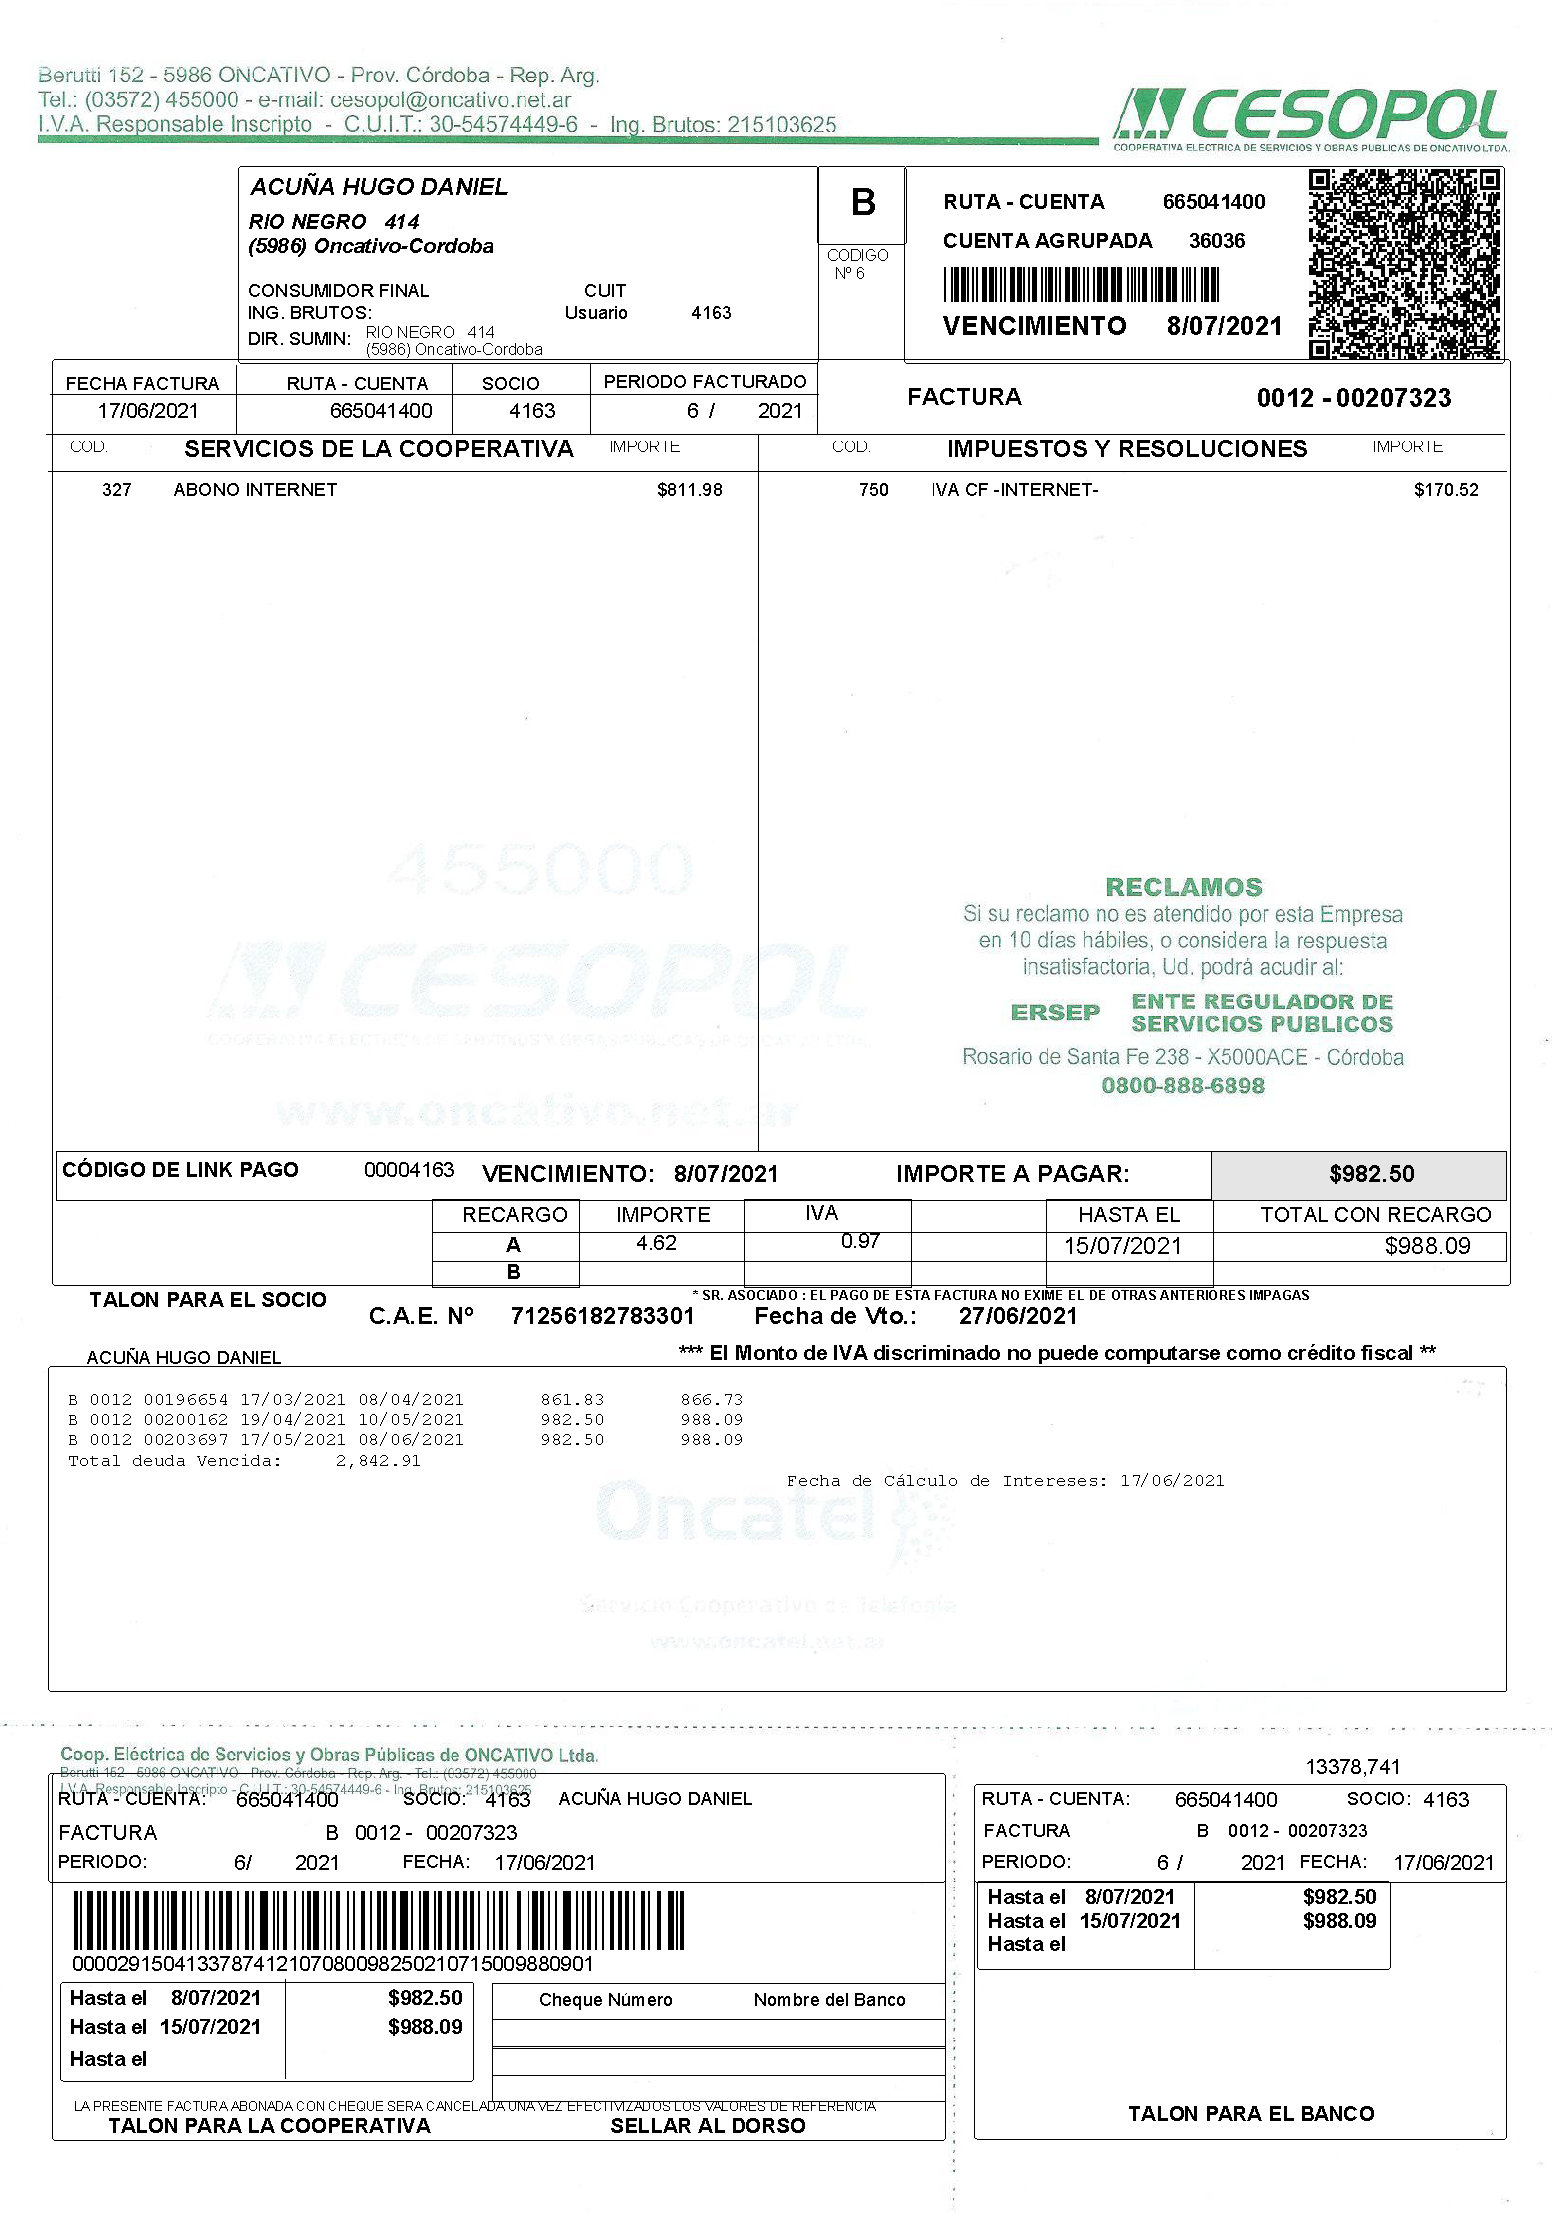 Berutti 152 - 5986 ONCATIVO - Prov. Córdoba - Rep. Arg.
Tel.: (03572) 455000 - e-mail: cesopol@oncativo.net.ar
I.V.A. Responsable Inscripto - C.U.I.T.: 30-54574449-6 - Ing. Brutos: 215103625
CESOPOL
COOPERATIVA ELECTRICA DE SERVICIOS Y OBRAS PUBLICAS DE ONCATIVO LTDA.
ACUÑA HUGO DANIEL
RIO NEGRO 414
(5986) Oncativo-Cordoba
CONSUMIDOR FINAL CUIT
ING. BRUTOS: Usuario 4163
DIR. SUMIN: RIO NEGRO 414
(5986) Oncativo-Cordoba
B
CODIGO
Nº 6
RUTA - CUENTA 665041400
CUENTA AGRUPADA 36036
VENCIMIENTO 8/07/2021
FECHA FACTURA RUTA - CUENTA SOCIO PERIODO FACTURADO
17/06/2021 665041400 4163 6 / 2021
FACTURA 0012 - 00207323
COD. SERVICIOS DE LA COOPERATIVA IMPORTE COD. IMPUESTOS Y RESOLUCIONES IMPORTE
327 ABONO INTERNET $811.98 750 IVA CF -INTERNET- $170.52
455000
CESOPOL
COOPERATIVA ELECTRICA DE SERVICIOS Y OBRAS PUBLICAS DE ONCATIVO LTDA.
www.oncativo.net.ar
RECLAMOS
Si su reclamo no es atendido por esta Empresa
en 10 días hábiles, o considera la respuesta
insatisfactoria, Ud. podrá acudir al:
ERSEP ENTE REGULADOR DE
SERVICIOS PUBLICOS
Rosario de Santa Fe 238 - X5000ACE - Córdoba
0800-888-6898
CÓDIGO DE LINK PAGO 00004163 VENCIMIENTO: 8/07/2021 IMPORTE A PAGAR: $982.50
RECARGO IMPORTE IVA HASTA EL TOTAL CON RECARGO
A 4.62 0.97 15/07/2021 $988.09
B
TALON PARA EL SOCIO
* SR. ASOCIADO : EL PAGO DE ESTA FACTURA NO EXIME EL DE OTRAS ANTERIORES IMPAGAS
C.A.E. Nº 71256182783301 Fecha de Vto.: 27/06/2021
ACUÑA HUGO DANIEL
*** El Monto de IVA discriminado no puede computarse como crédito fiscal **
B 0012 00196654 17/03/2021 08/04/2021 861.83 866.73
B 0012 00200162 19/04/2021 10/05/2021 982.50 988.09
B 0012 00203697 17/05/2021 08/06/2021 982.50 988.09
Total deuda Vencida: 2,842.91
Fecha de Cálculo de Intereses: 17/06/2021
Oncatel
Servicio Cooperativo de Telefonía
www.oncatel.net.ar
Coop. Eléctrica de Servicios y Obras Públicas de ONCATIVO Ltda.
Berutti 152 - 5986 ONCATIVO - Prov. Córdoba - Rep. Arg. - Tel.: (03572) 455000
I.V.A. Responsable Inscripto - C.U.I.T.: 30-54574449-6 - Ing. Brutos: 215103625
RUTA - CUENTA: 665041400 SOCIO: 4163 ACUÑA HUGO DANIEL
FACTURA B 0012 - 00207323
PERIODO: 6/ 2021 FECHA: 17/06/2021
00002915041337874121070800982502107150098809​01
Hasta el 8/07/2021 $982.50
Hasta el 15/07/2021 $988.09
Hasta el
Cheque Número Nombre del Banco
LA PRESENTE FACTURA ABONADA CON CHEQUE SERA CANCELADA UNA VEZ EFECTIVIZADOS LOS VALORES DE REFERENCIA
TALON PARA LA COOPERATIVA SELLAR AL DORSO
13378,741
RUTA - CUENTA: 665041400 SOCIO: 4163
FACTURA B 0012 - 00207323
PERIODO: 6 / 2021 FECHA: 17/06/2021
Hasta el 8/07/2021 $982.50
Hasta el 15/07/2021 $988.09
Hasta el
TALON PARA EL BANCO